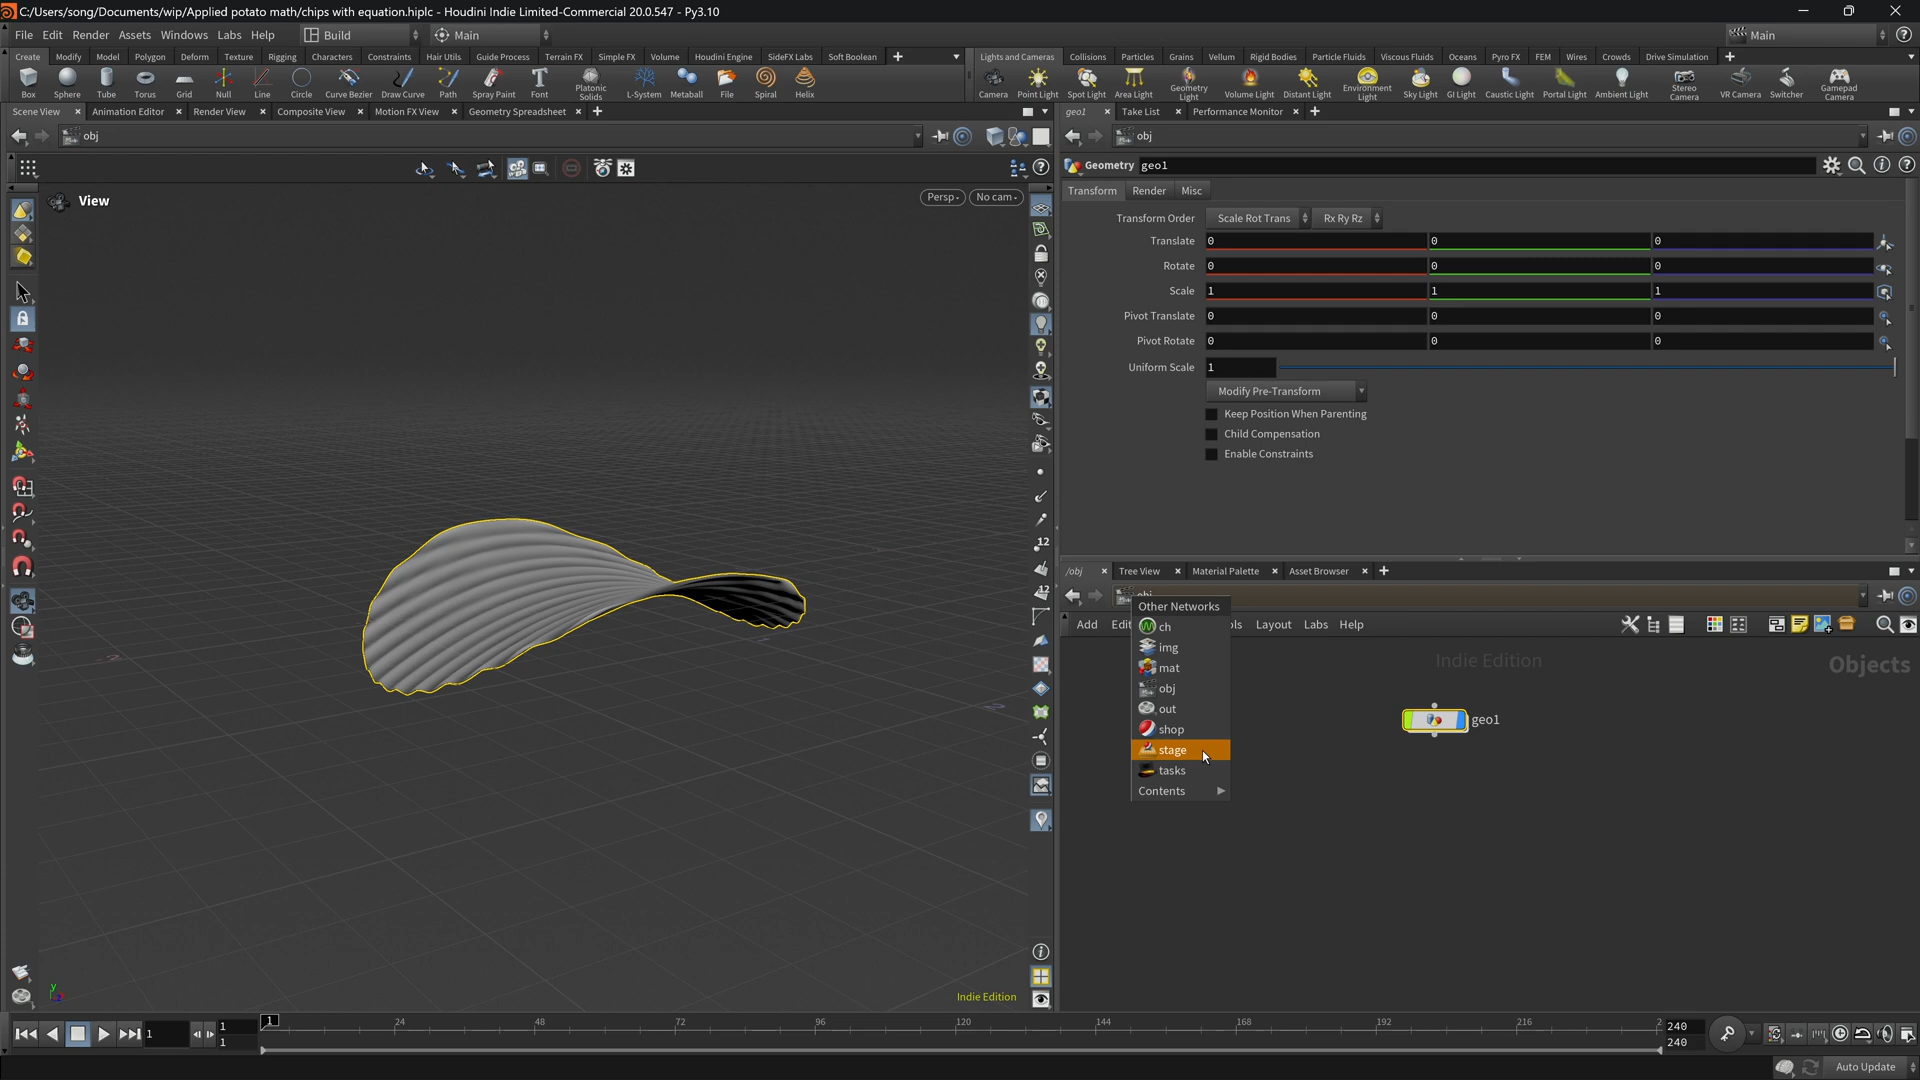 C:/Users/song/Documents/wip/Applied potato math/chips with equation.hiplc - Houdini Indie Limited-Commercial 20.0.547 - Py3.10
File Edit Render Assets Windows Labs Help Build Main Main
Create Modify Model Polygon Deform Texture Rigging Characters Constraints Hair Utils Guide Process Terrain FX Simple FX Volume Houdini Engine SideFX Labs Soft Boolean Lights and Cameras Collisions Particles Grains Vellum Rigid Bodies Particle Fluids Viscous Fluids Oceans Pyro FX FEM Wires Crowds Drive Simulation
Box Sphere Tube Torus Grid Null Line Circle Curve Bezier Draw Curve Path Spray Paint Font Platonic Solids L-System Metaball File Spiral Helix Camera Point Light Spot Light Area Light Geometry Light Volume Light Distant Light Environment Light Sky Light GI Light Caustic Light Portal Light Ambient Light Stereo Camera VR Camera Switcher Gamepad Camera
Scene View Animation Editor Render View Composite View Motion FX View Geometry Spreadsheet geo1 Take List Performance Monitor
obj obj
Geometry geo1
View Persp No cam
Transform Render Misc
Transform Order Scale Rot Trans Rx Ry Rz
Translate 0 0 0
Rotate 0 0 0
Scale 1 1 1
Pivot Translate 0 0 0
Pivot Rotate 0 0 0
Uniform Scale 1
Modify Pre-Transform
Keep Position When Parenting
Child Compensation
Enable Constraints
12
12
/obj Tree View Material Palette Asset Browser
Other Networks
Add Layout Labs Help
ch
img
mat
obj
out
shop
stage
tasks
Contents
Indie Edition Objects
geo1
Indie Edition
1 1 1 1 24 48 72 96 120 144 168 192 216 2 240 240
Auto Update